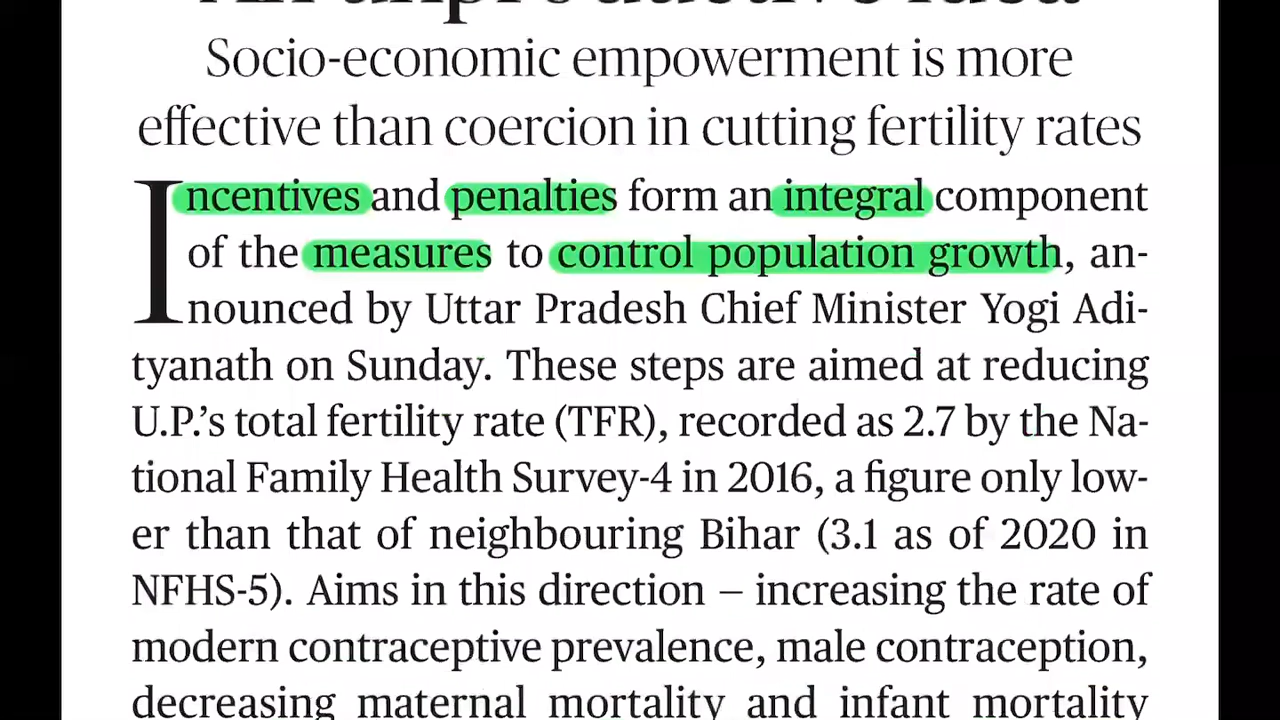 An unproductive idea
Socio-economic empowerment is more
effective than coercion in cutting fertility rates
Incentives and penalties form an integral component
of the measures to control population growth, an-
nounced by Uttar Pradesh Chief Minister Yogi Adi-
tyanath on Sunday. These steps are aimed at reducing
U.P.'s total fertility rate (TFR), recorded as 2.7 by the Na-
tional Family Health Survey-4 in 2016, a figure only low-
er than that of neighbouring Bihar (3.1 as of 2020 in
NFHS-5). Aims in this direction – increasing the rate of
modern contraceptive prevalence, male contraception,
decreasing maternal mortality and infant mortality